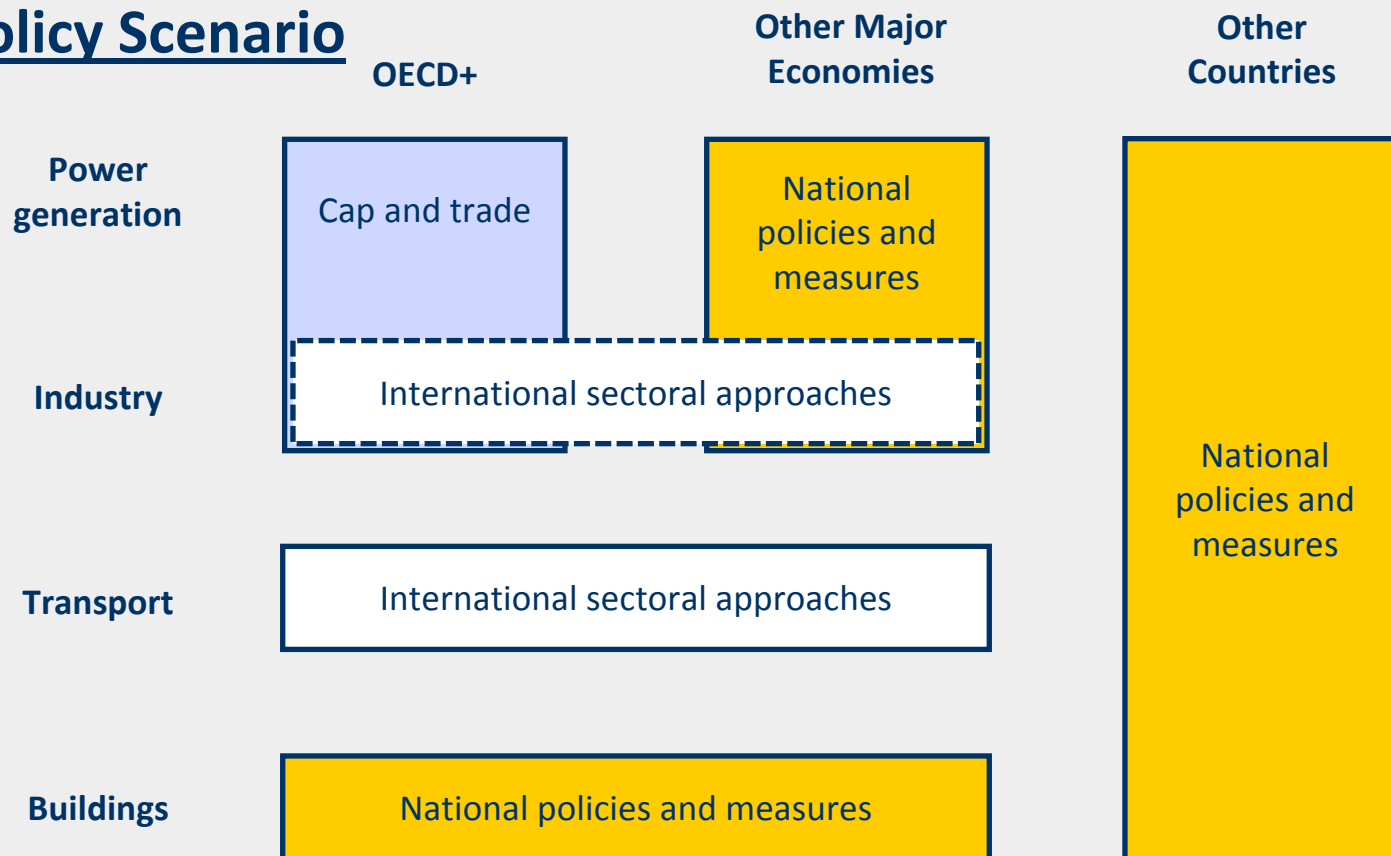 olicy Scenario
OECD+
Other Major
Economies
Other
Countries
Power
generation
Cap and trade
National
policies and
measures
Industry
International sectoral approaches
National
policies and
measures
Transport
International sectoral approaches
Buildings
National policies and measures